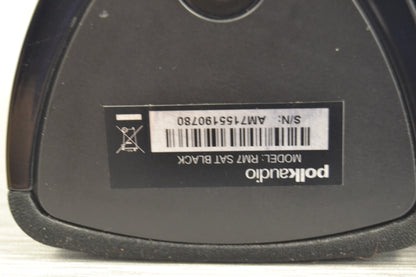 polkaudio
MODEL: RM7 SAT BLACK
S/N: AM7155190780